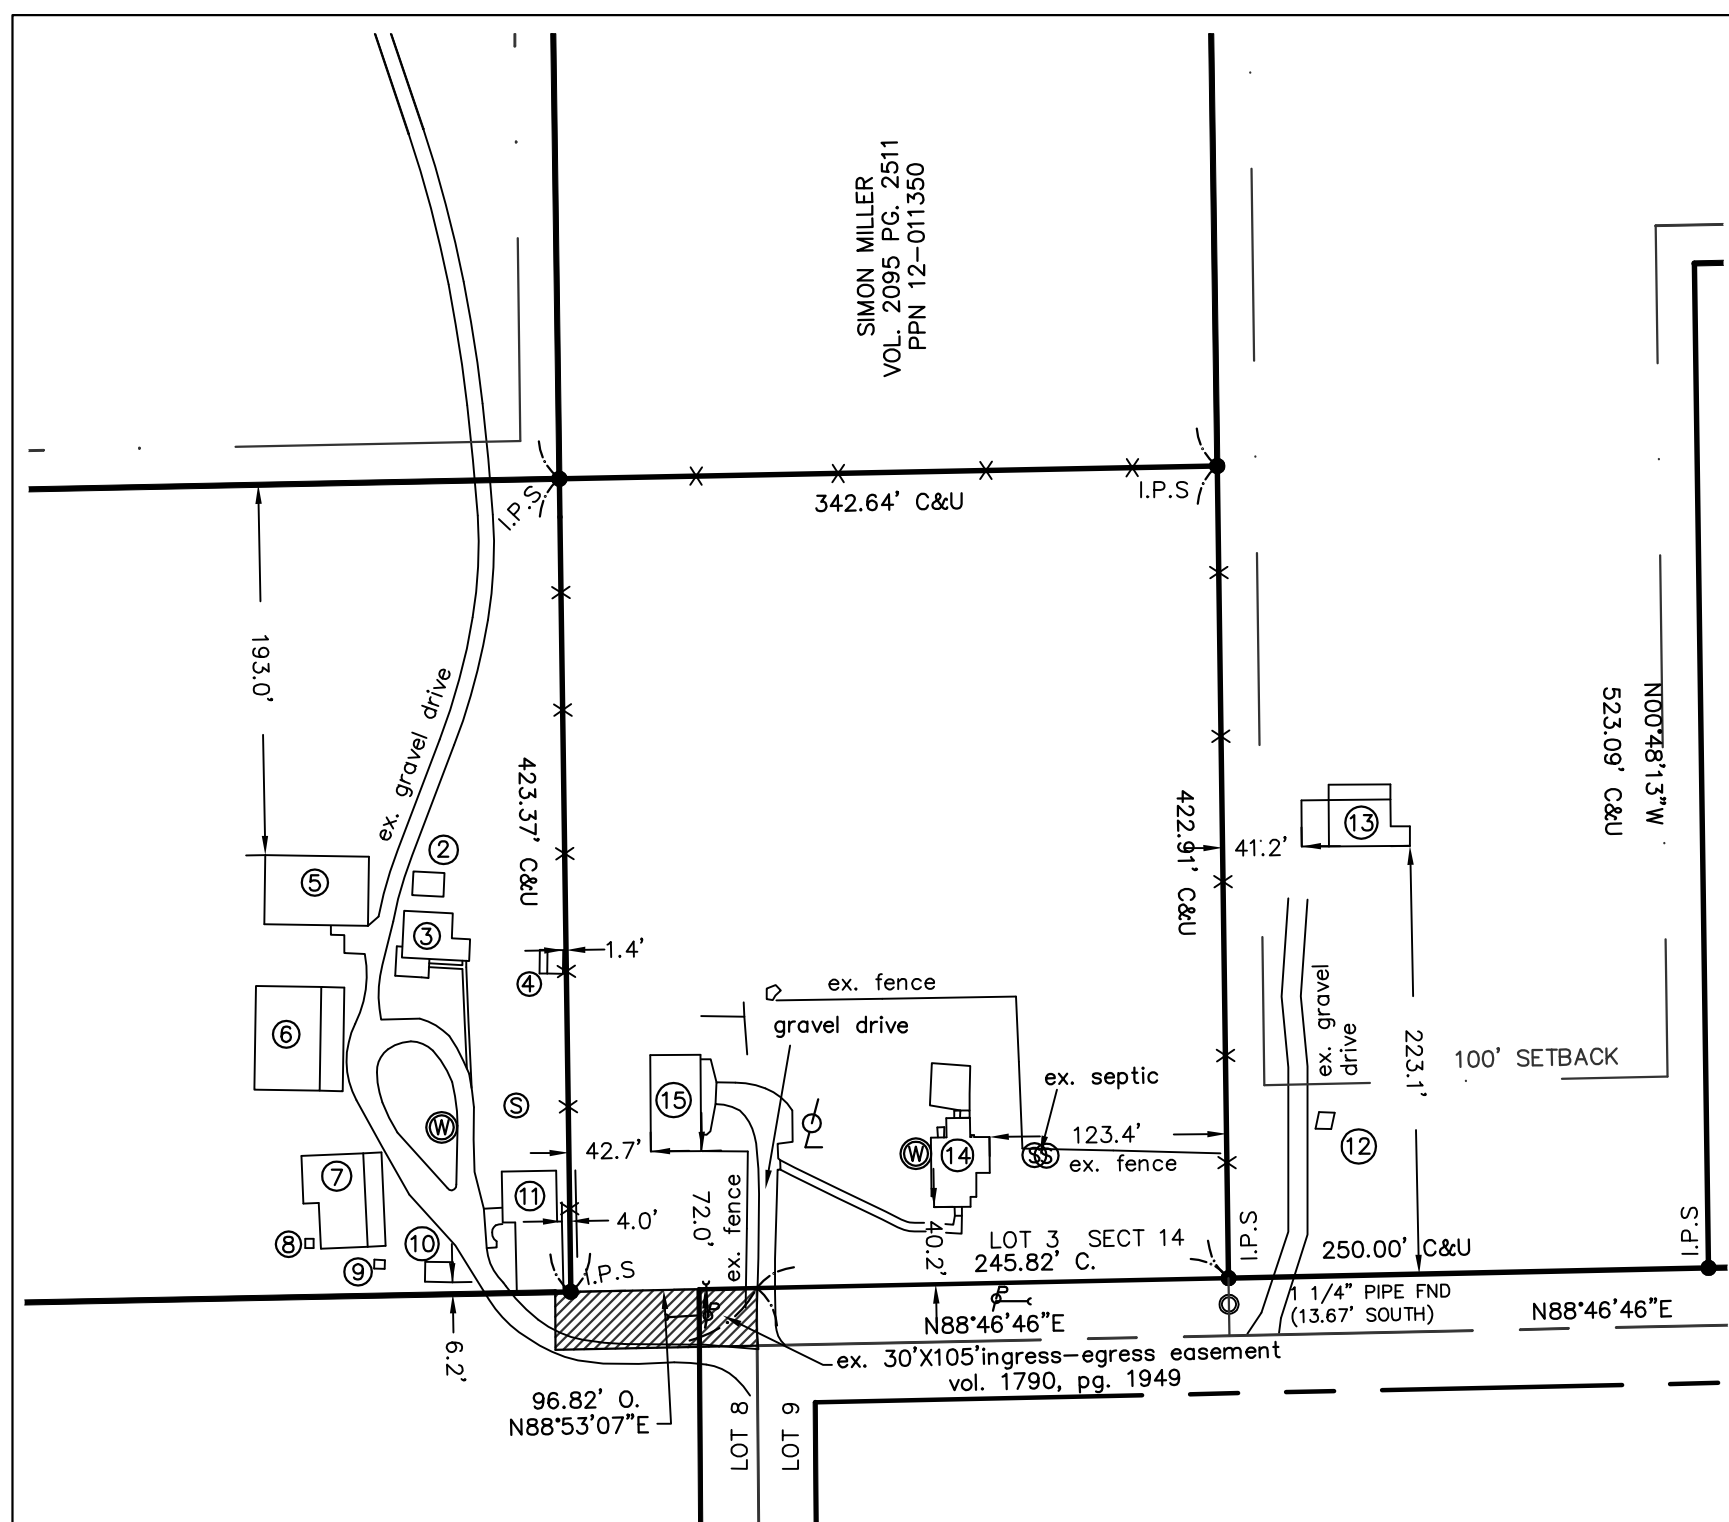 SIMON MILLER
VOL. 2095 PG. 2511
PPN 12-011350
I.P.S
342.64' C&U
I.P.S
193.0'
ex. gravel drive
423.37' C&U
422.91' C&U
N00°48'13"W
523.09' C&U
2
5
3
4
1.4'
6
13
41.2'
ex. fence
gravel drive
ex. gravel
drive
223.1'
100' SETBACK
S
W
15
ex. septic
W
14
SS
123.4'
ex. fence
12
42.7'
7
11
4.0'
72.0'
ex. fence
40.2'
8
9
10
I.P.S
LOT 3 SECT 14
245.82' C.
I.P.S
250.00' C&U
I.P.S
1 1/4" PIPE FND
(13.67' SOUTH)
N88°46'46"E
N88°46'46"E
6.2'
P
P
ex. 30'X105'ingress-egress easement
vol. 1790, pg. 1949
96.82' O.
N88°53'07"E
LOT 8
LOT 9